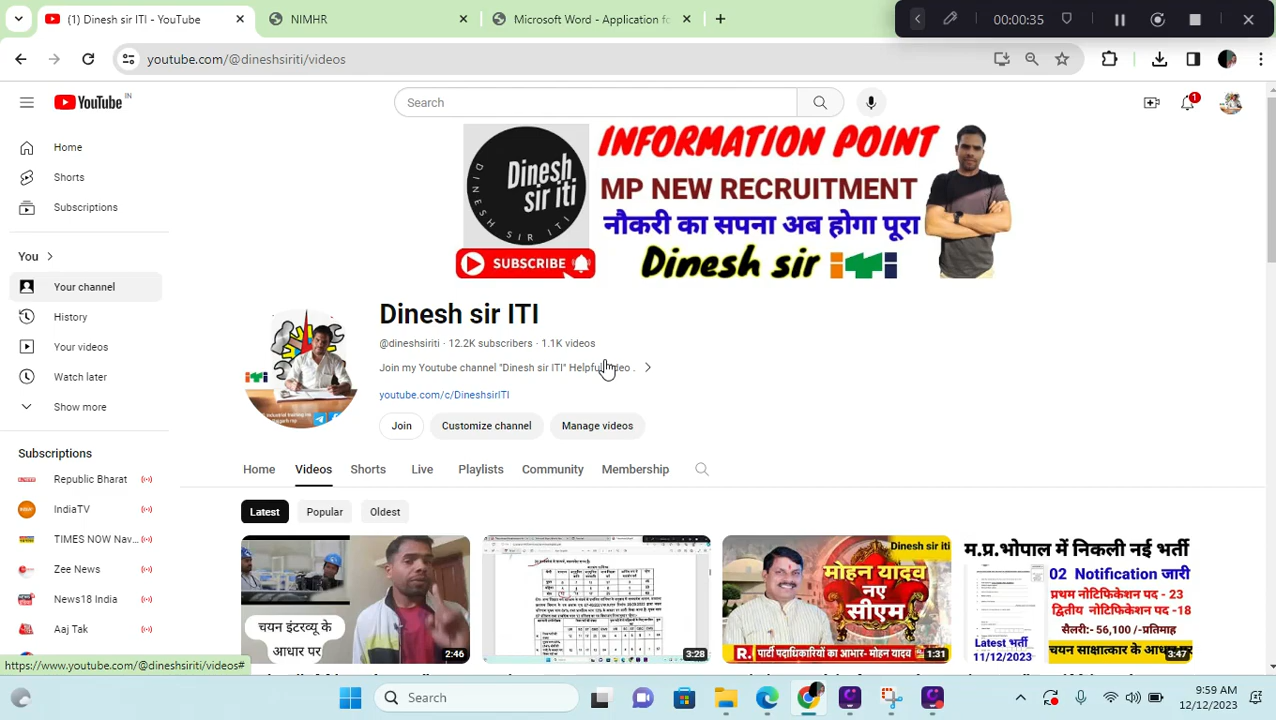 (1) Dinesh sir ITI - YouTube
NIMHR
Microsoft Word - Application fo
00:00:35
youtube.com/@dineshsiriti/videos
YouTube IN
Search
1
Home
Shorts
Subscriptions
You
Your channel
History
Your videos
Watch later
Show more
Subscriptions
Republic Bharat
IndiaTV
TIMES NOW Nav...
Zee News
News18 India
Aaj Tak
Dinesh
sir iti
DINESH SIR ITI
SUBSCRIBE
INFORMATION POINT
MP NEW RECRUITMENT
नौकरी का सपना अब होगा पूरा
Dinesh sir iti
Dinesh sir ITI
@dineshsiriti · 12.2K subscribers · 1.1K videos
Join my Youtube channel "Dinesh sir ITI" Helpful video .
youtube.com/c/DineshsirITI
Join
Customize channel
Manage videos
Home
Videos
Shorts
Live
Playlists
Community
Membership
Latest
Popular
Oldest
चयन इंटरव्यू के
आधार पर
2:46
3:28
Dinesh sir iti
मोहन यादव
नए
सीएम
R. पार्टी पदाधिकारियों का आभार- मोहन यादव
1:31
म.प्र.भोपाल में निकली नई भर्ती
02 Notification जारी
प्रथम नोटिफिकेशन पद - 23
द्वितीय नोटिफिकेशन पद -18
सैलरी:- 56,100 /-प्रतिमाह
Latest भर्ती
11/12/2023
चयन साक्षात्कार के आधार
3:47
https://www.youtube.com/@dineshsiriti/videos#
Search
9:59 AM
12/12/2023